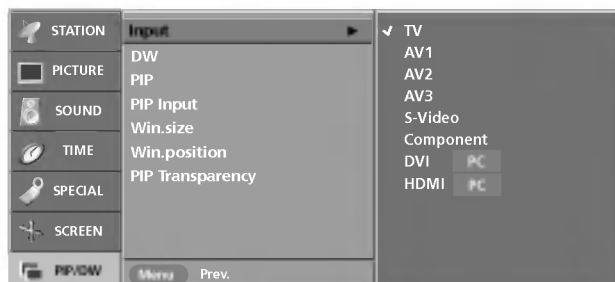 STATION
PICTURE
SOUND
TIME
SPECIAL
SCREEN
PIP/DW
Input
DW
PIP
PIP Input
Win.size
Win.position
PIP Transparency
Menu Prev.
TV
AV1
AV2
AV3
S-Video
Component
DVI PC
HDMI PC